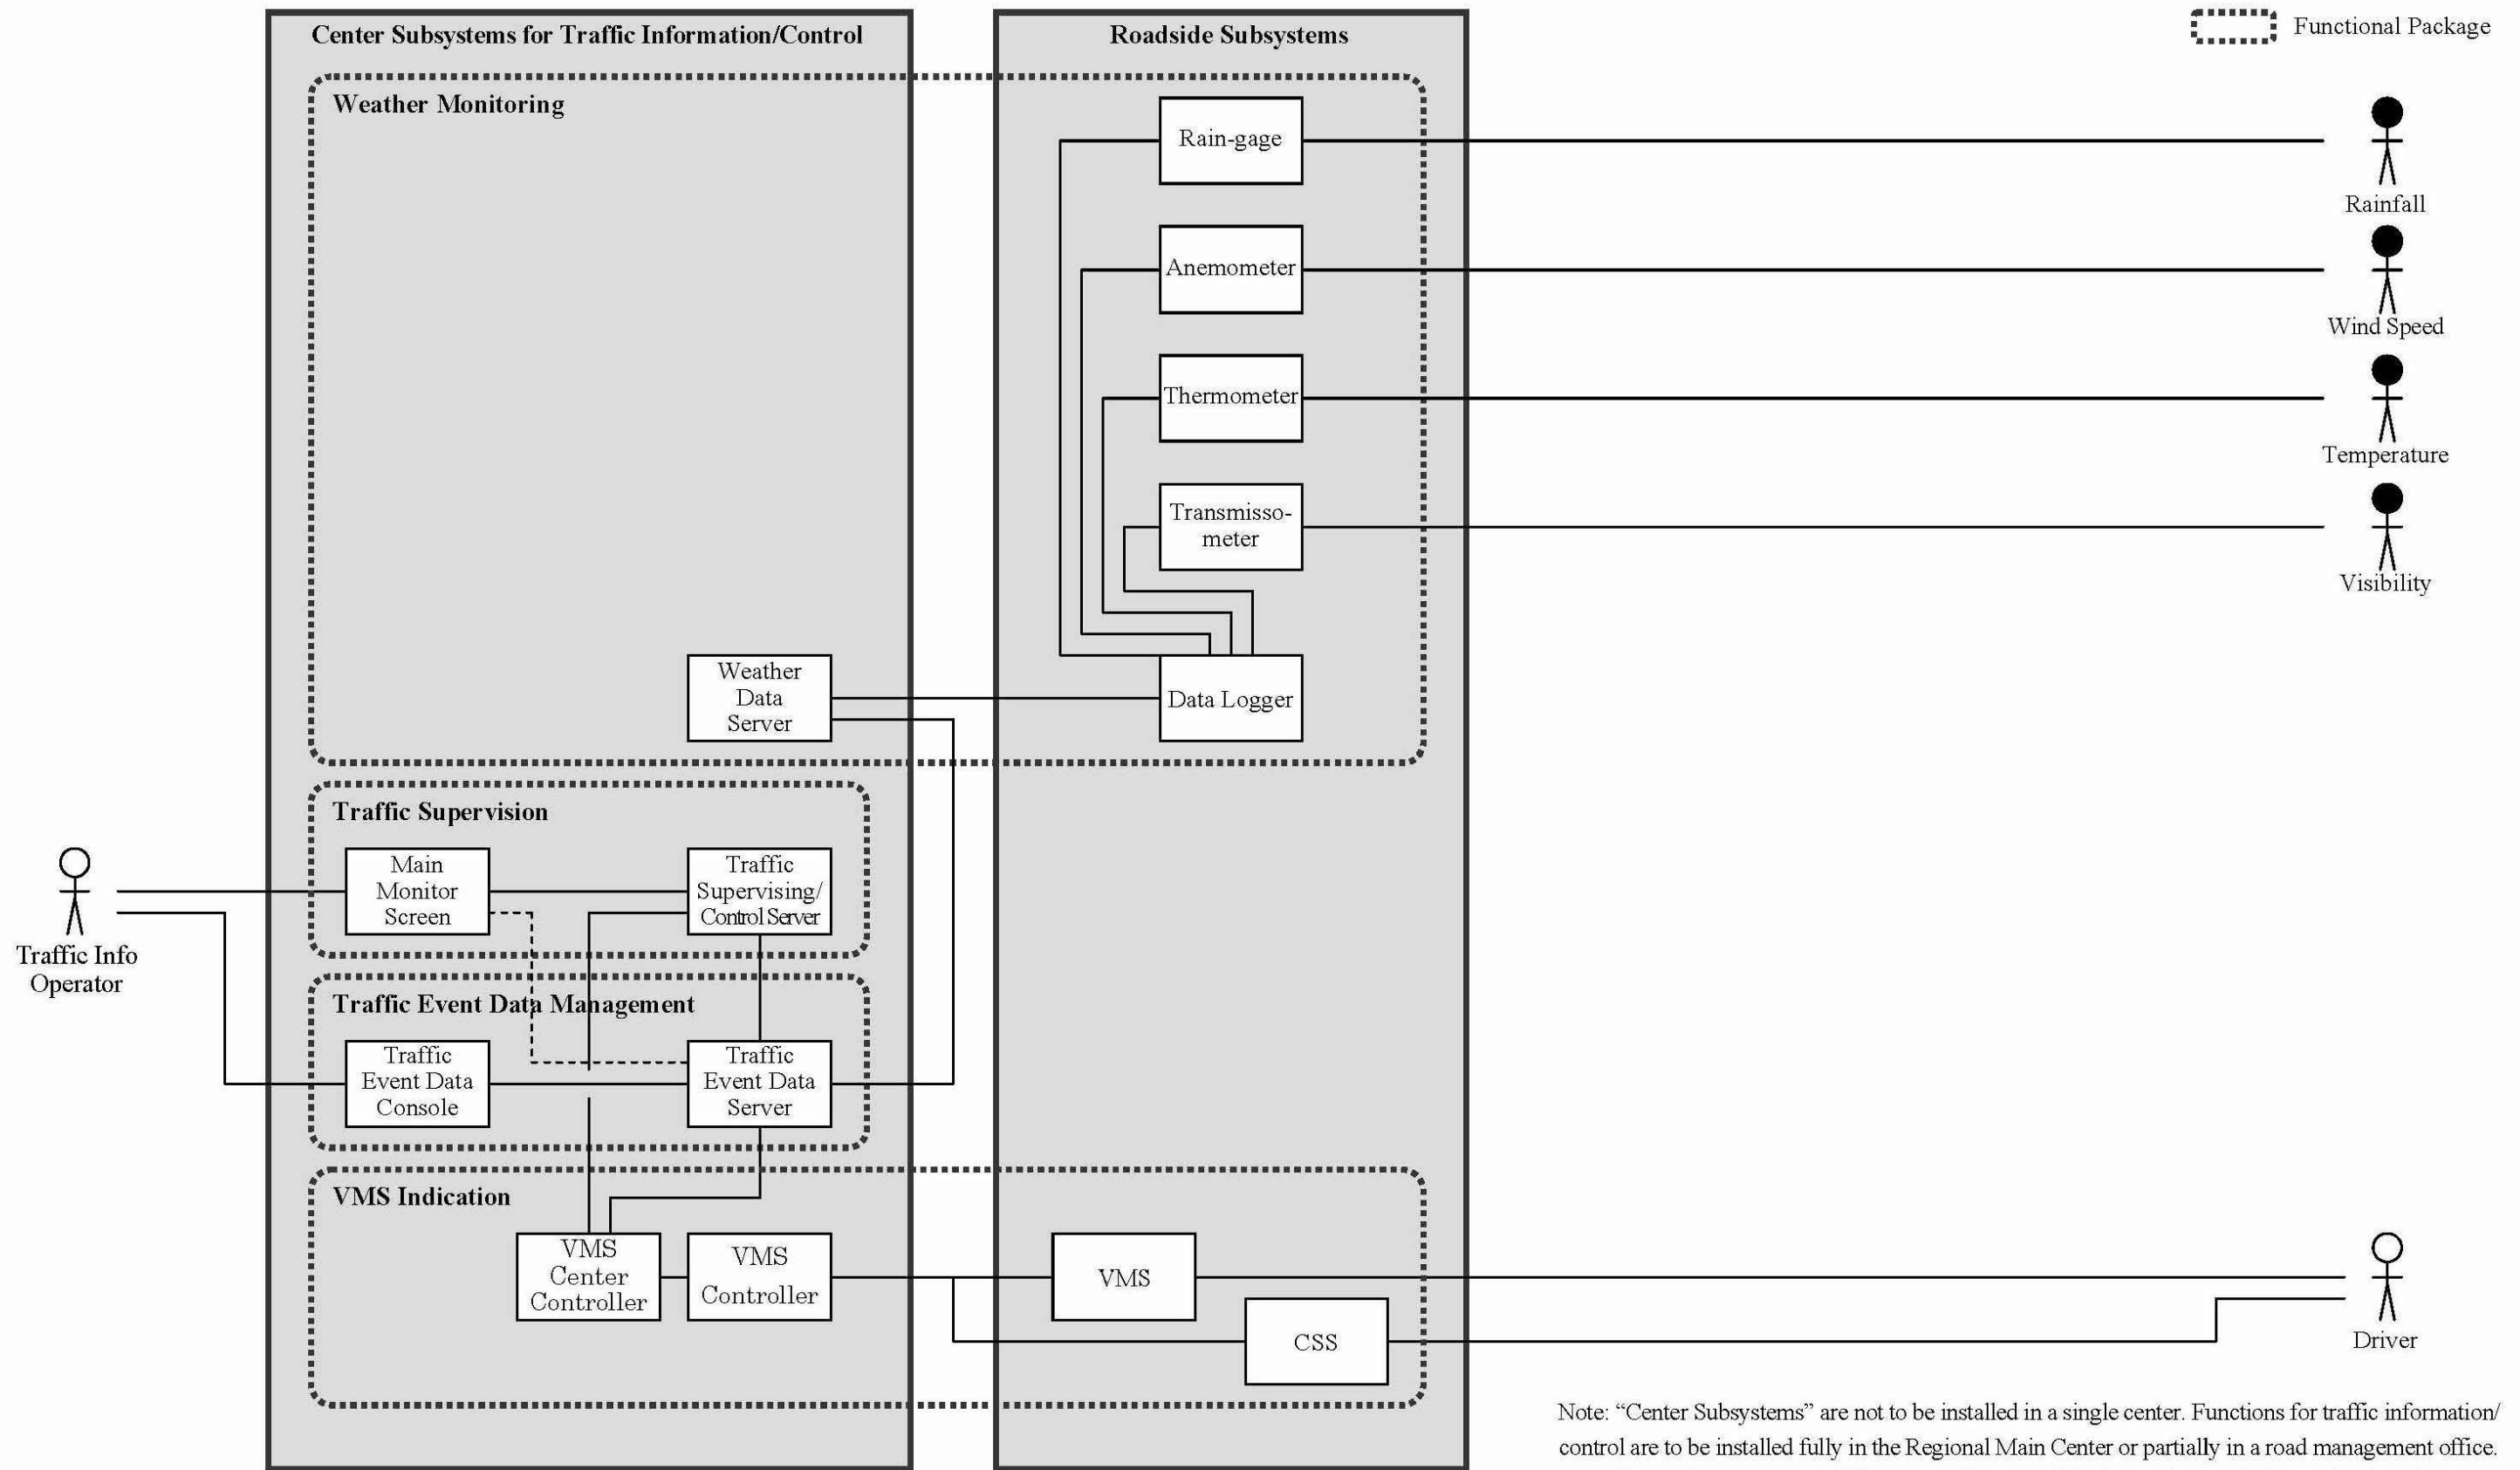 Center Subsystems for Traffic Information/Control
Roadside Subsystems
Functional Package
Weather Monitoring
Rain-gage
Rainfall
Anemometer
Wind Speed
Thermometer
Temperature
Transmisso-
meter
Visibility
Weather
Data
Server
Data Logger
Traffic Supervision
Main
Monitor
Screen
Traffic
Supervising/
Control Server
Traffic Info
Operator
Traffic Event Data Management
Traffic
Event Data
Console
Traffic
Event Data
Server
VMS Indication
VMS
Center
Controller
VMS
Controller
VMS
CSS
Driver
Note: “Center Subsystems” are not to be installed in a single center. Functions for traffic information/
control are to be installed fully in the Regional Main Center or partially in a road management office.